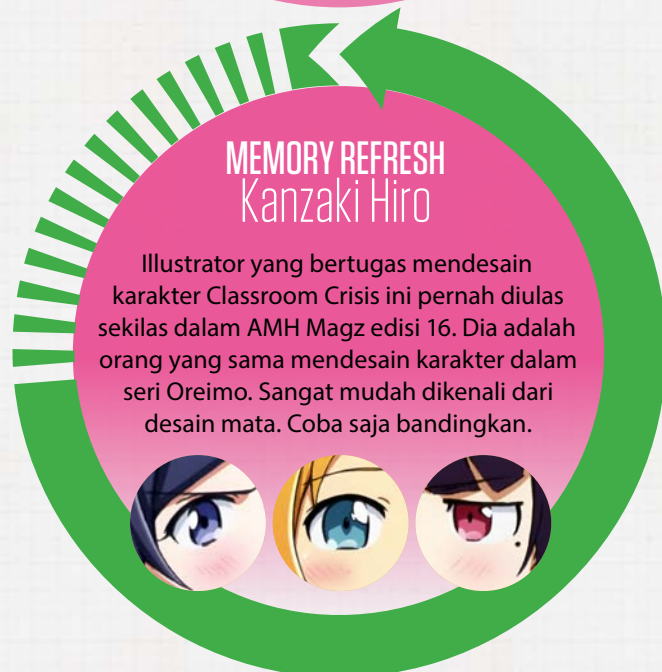 MEMORY REFRESH
Kanzaki Hiro
Illustrator yang bertugas mendesain
karakter Classroom Crisis ini pernah diulas
sekilas dalam AMH Magz edisi 16. Dia adalah
orang yang sama mendesain karakter dalam
seri Oreimo. Sangat mudah dikenali dari
desain mata. Coba saja bandingkan.